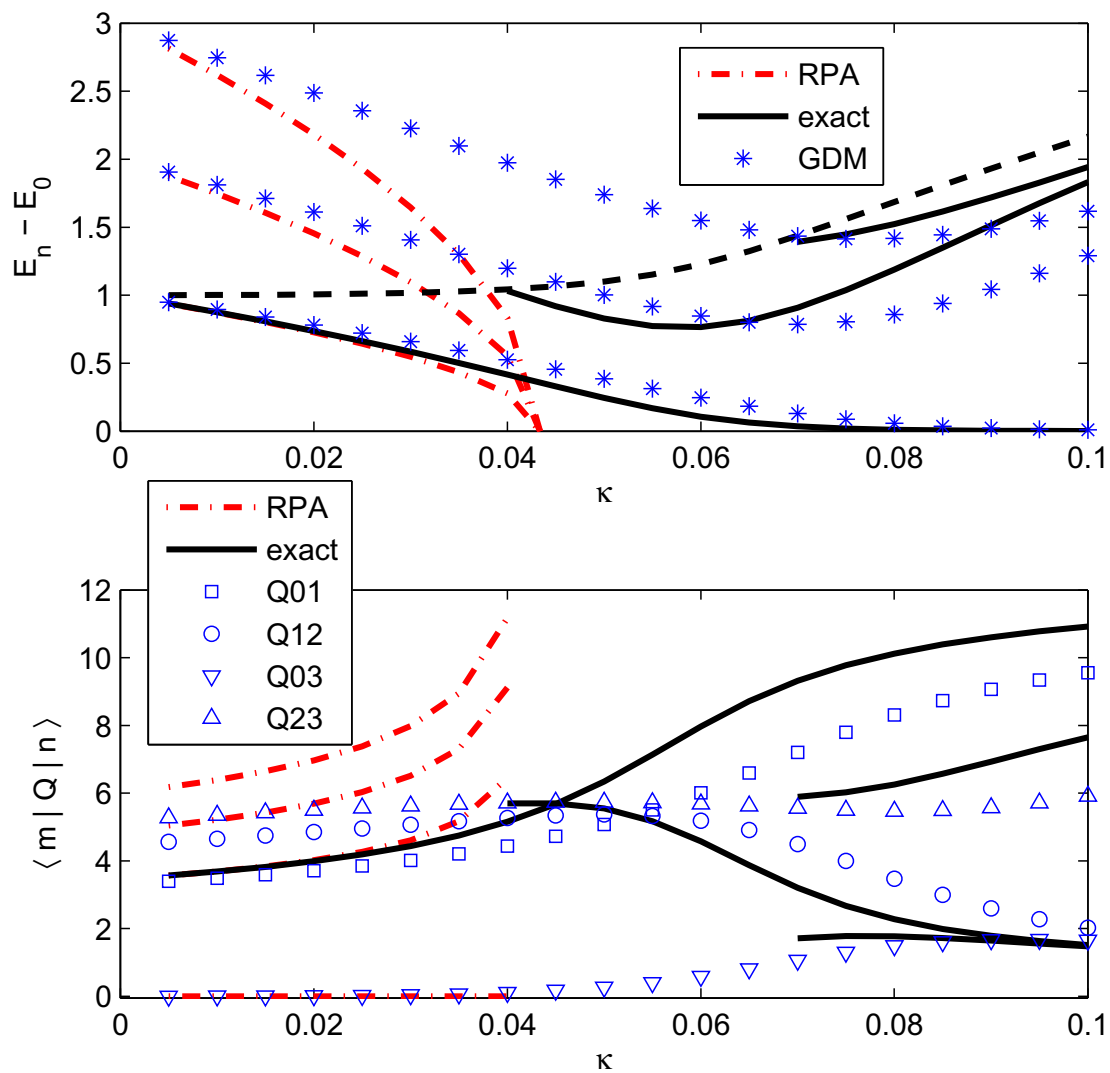 3
2.5
2
1.5
1
0.5
0
E_n − E_0
RPA
exact
GDM
0 0.02 0.04 0.06 0.08 0.1
κ
RPA
exact
Q01
Q12
Q03
Q23
12
10
8
6
4
2
0
⟨ m | Q | n ⟩
0 0.02 0.04 0.06 0.08 0.1
κ